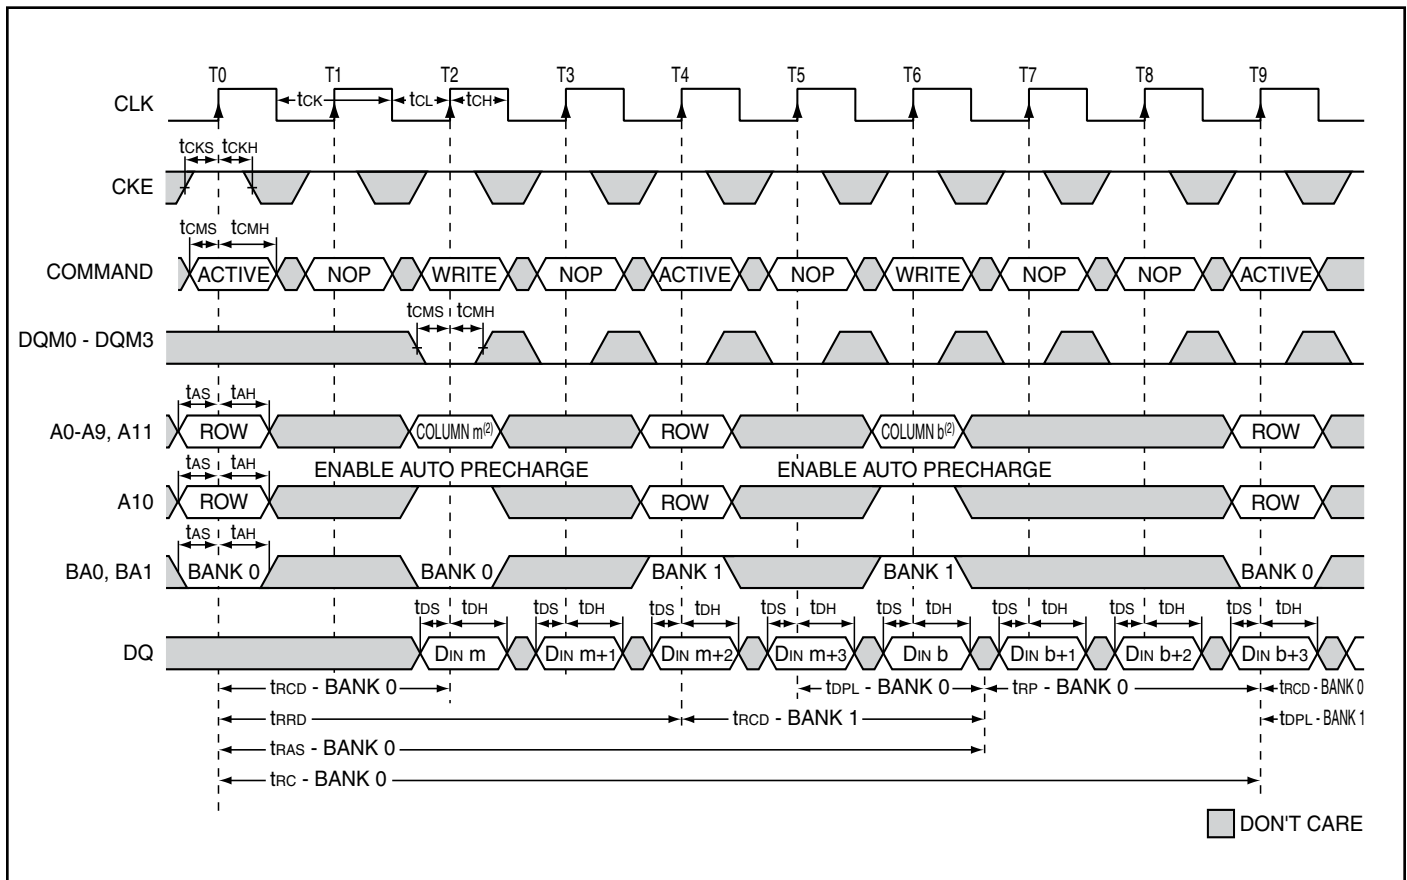 T0 T1 T2 T3 T4 T5 T6 T7 T8 T9
CLK tCK tCL tCH
tCKS tCKH
CKE
tCMS tCMH
COMMAND ACTIVE NOP WRITE NOP ACTIVE NOP WRITE NOP NOP ACTIVE
tCMS tCMH
DQM0 - DQM3
tAS tAH
A0-A9, A11 ROW COLUMN m(2) ROW COLUMN b(2) ROW
tAS tAH ENABLE AUTO PRECHARGE ENABLE AUTO PRECHARGE
A10 ROW ROW ROW
tAS tAH
BA0, BA1 BANK 0 BANK 0 BANK 1 BANK 1 BANK 0
tDS tDH tDS tDH tDS tDH tDS tDH tDS tDH tDS tDH tDS tDH tDS tDH
DQ DIN m DIN m+1 DIN m+2 DIN m+3 DIN b DIN b+1 DIN b+2 DIN b+3
tRCD - BANK 0 tDPL - BANK 0 tRP - BANK 0 tRCD - BANK 0
tRRD tRCD - BANK 1 tDPL - BANK 1
tRAS - BANK 0
tRC - BANK 0
DON'T CARE